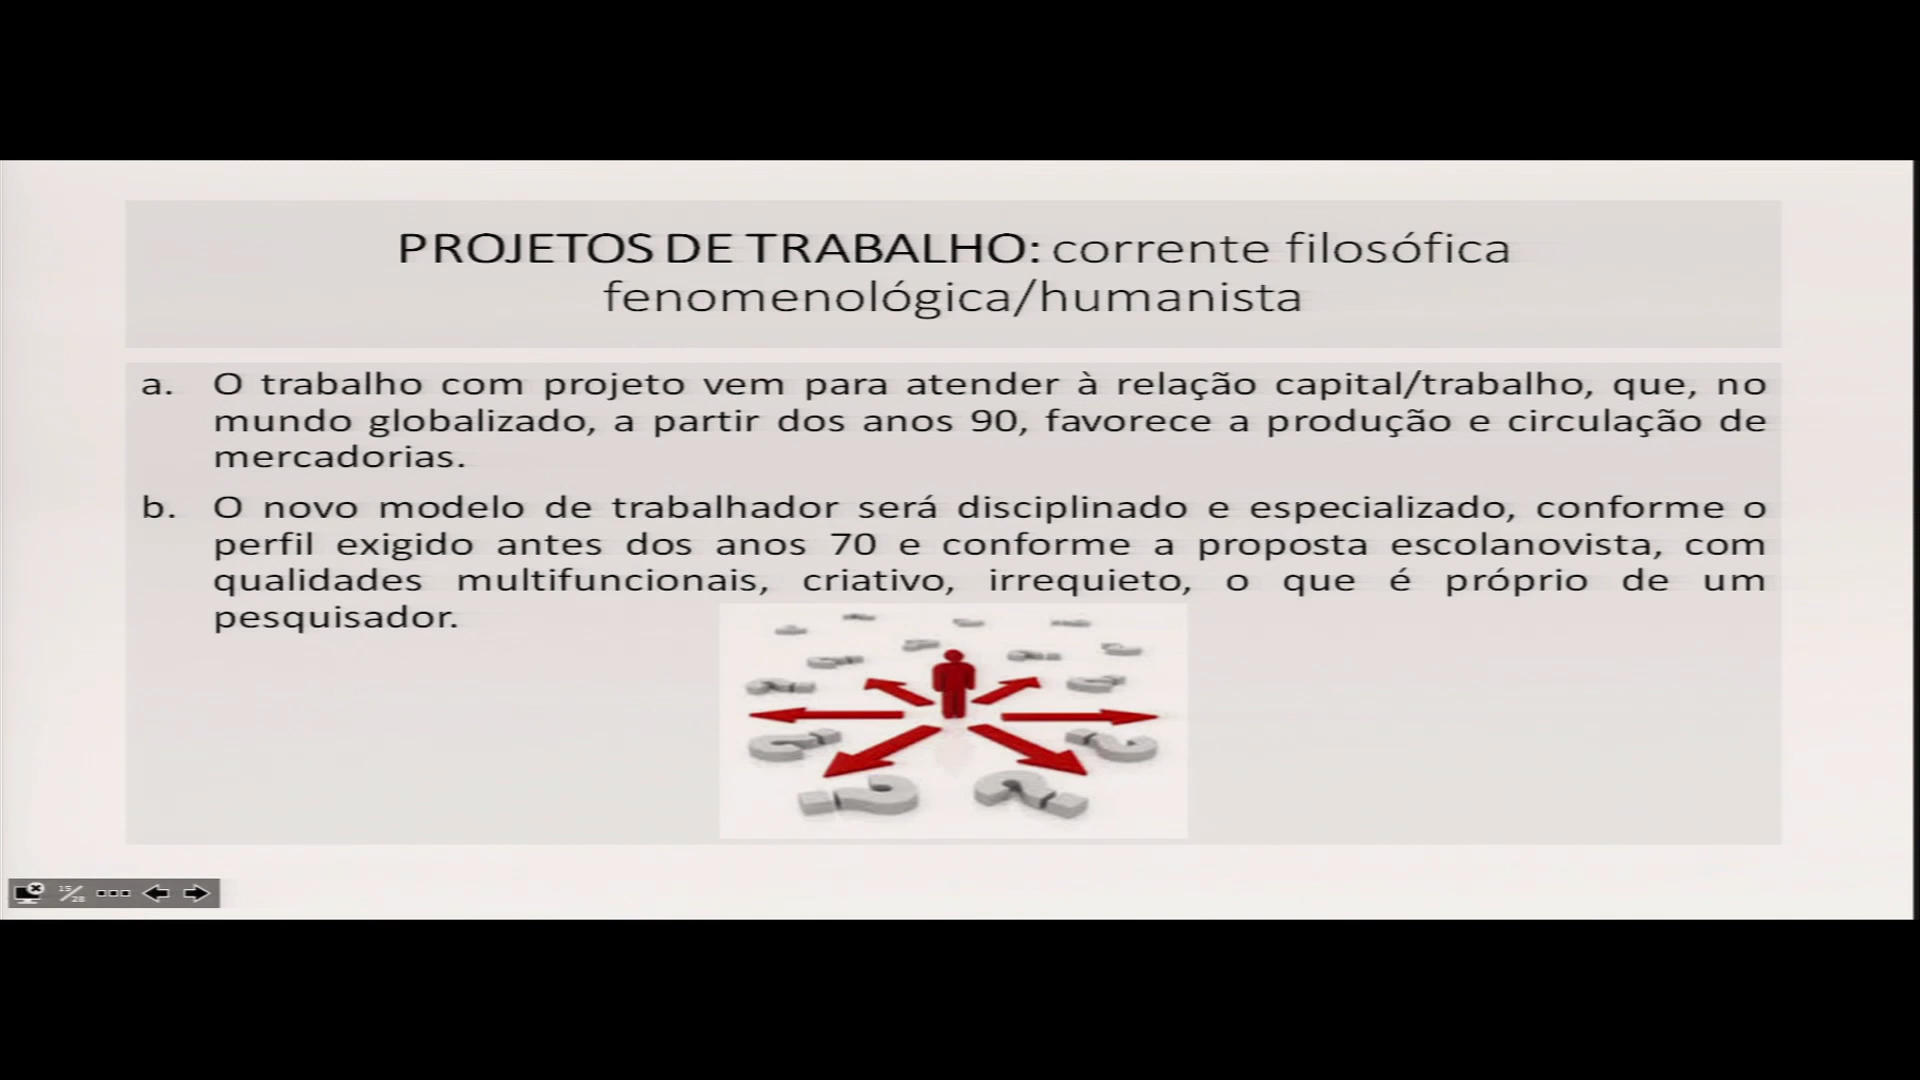 PROJETOS DE TRABALHO: corrente filosófica
fenomenológica/humanista
a. O trabalho com projeto vem para atender à relação capital/trabalho, que, no
mundo globalizado, a partir dos anos 90, favorece a produção e circulação de
mercadorias.
b. O novo modelo de trabalhador será disciplinado e especializado, conforme o
perfil exigido antes dos anos 70 e conforme a proposta escolanovista, com
qualidades multifuncionais, criativo, irrequieto, o que é próprio de um
pesquisador.
? ? ? ?
15/28